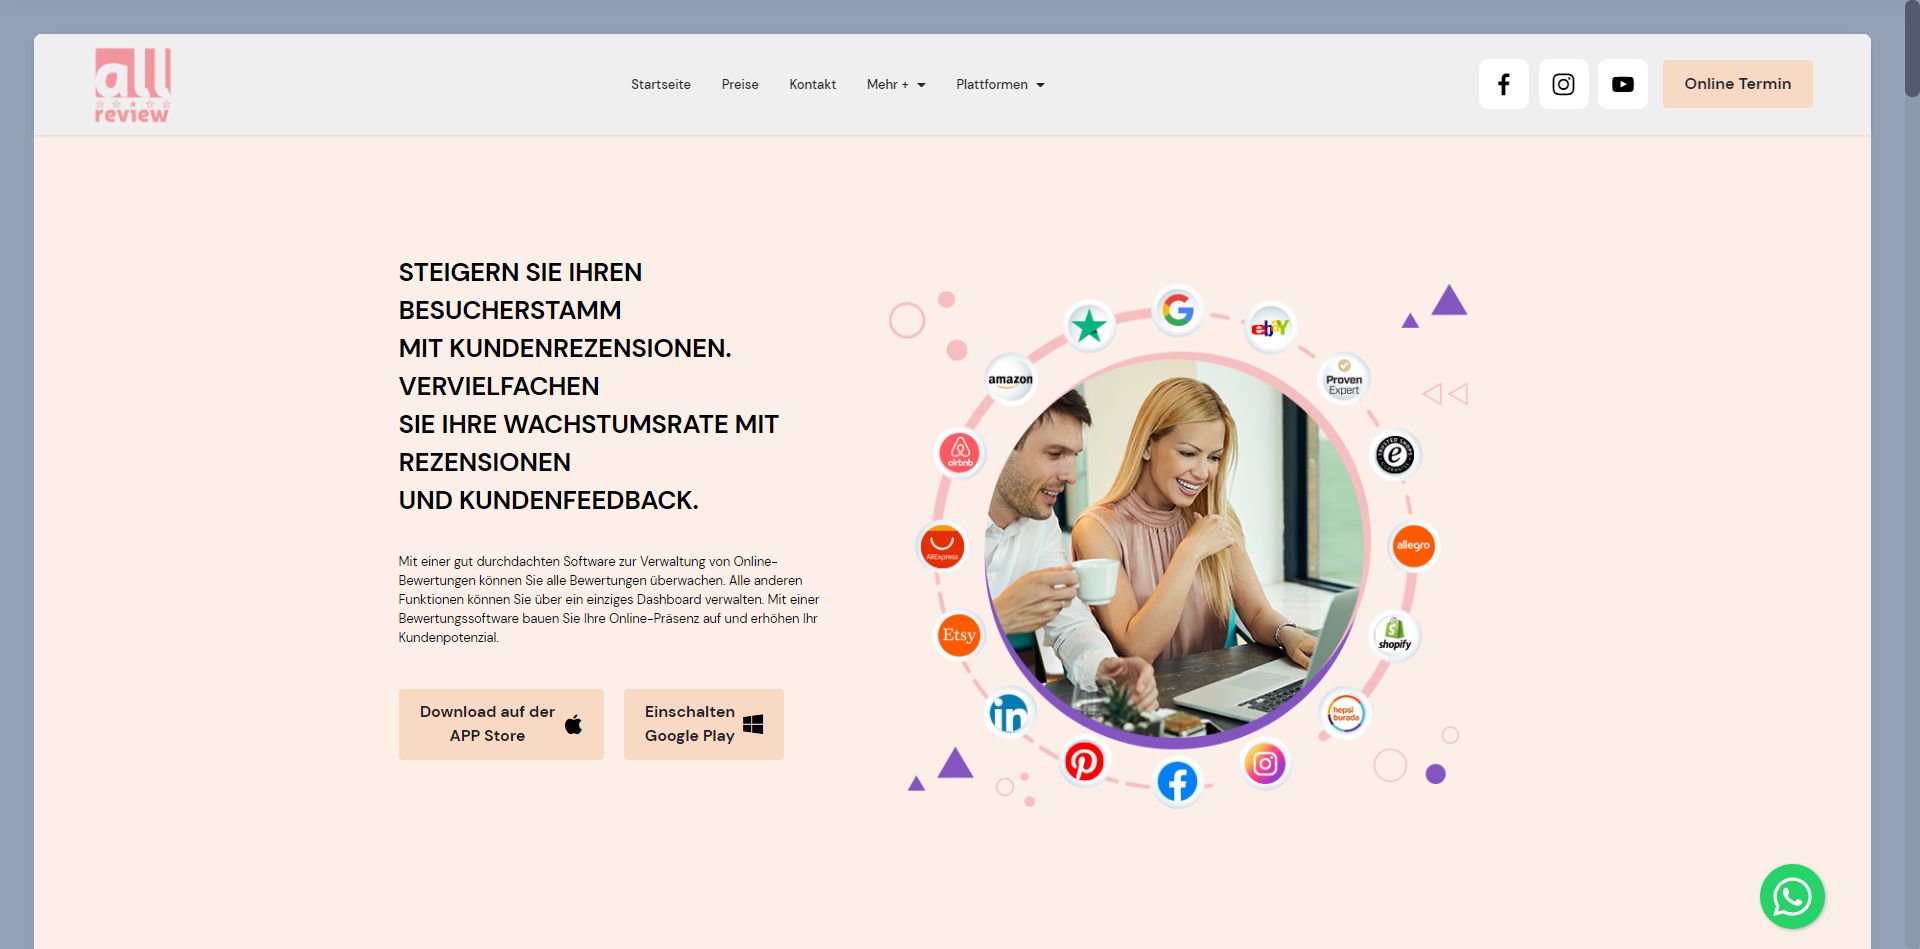 all
review
Startseite
Preise
Kontakt
Mehr +
Plattformen
Online Termin
STEIGERN SIE IHREN
BESUCHERSTAMM
MIT KUNDENREZENSIONEN.
VERVIELFACHEN
SIE IHRE WACHSTUMSRATE MIT
REZENSIONEN
UND KUNDENFEEDBACK.
Mit einer gut durchdachten Software zur Verwaltung von Online-
Bewertungen können Sie alle Bewertungen überwachen. Alle anderen
Funktionen können Sie über ein einziges Dashboard verwalten. Mit einer
Bewertungssoftware bauen Sie Ihre Online-Präsenz auf und erhöhen Ihr
Kundenpotenzial.
Download auf der
APP Store
Einschalten
Google Play
G
ebaY
amazon
Proven
Expert
airbnb
TRUSTED SHOPS
e
GUARANTEE
AliExpress
allegro
Etsy
shopify
in
hepsi
burada